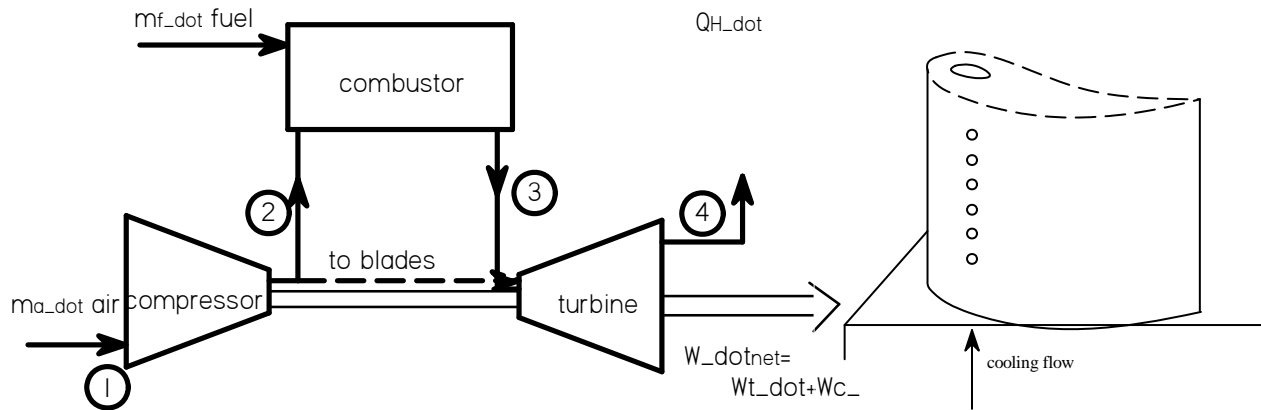 mf_dot fuel
QH_dot
combustor
3
2
4
to blades
ma_dot air
compressor
turbine
W_dotnet=
Wt_dot+Wc_
cooling flow
1